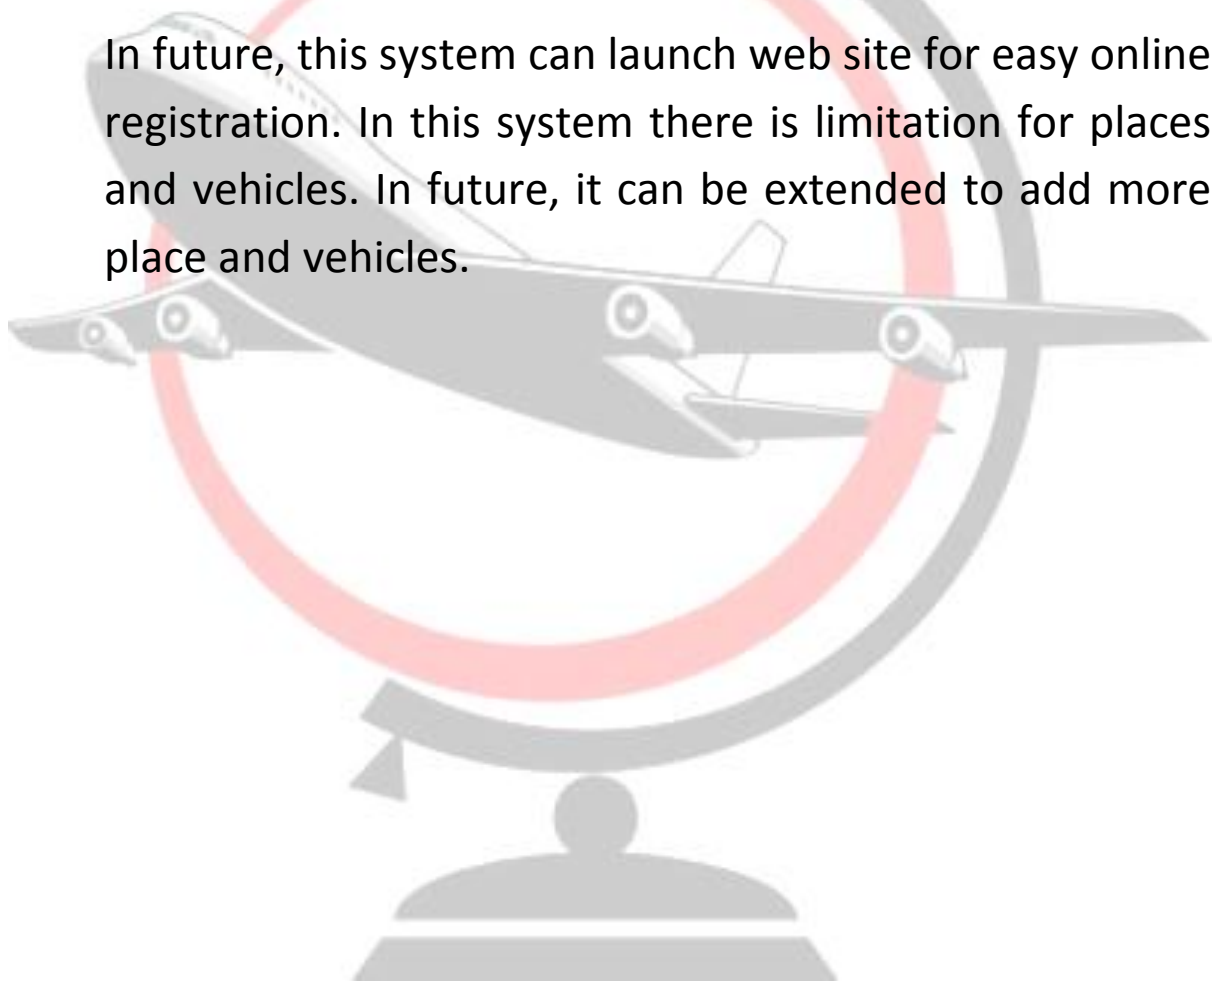 In future, this system can launch web site for easy online
registration. In this system there is limitation for places
and vehicles. In future, it can be extended to add more
place and vehicles.